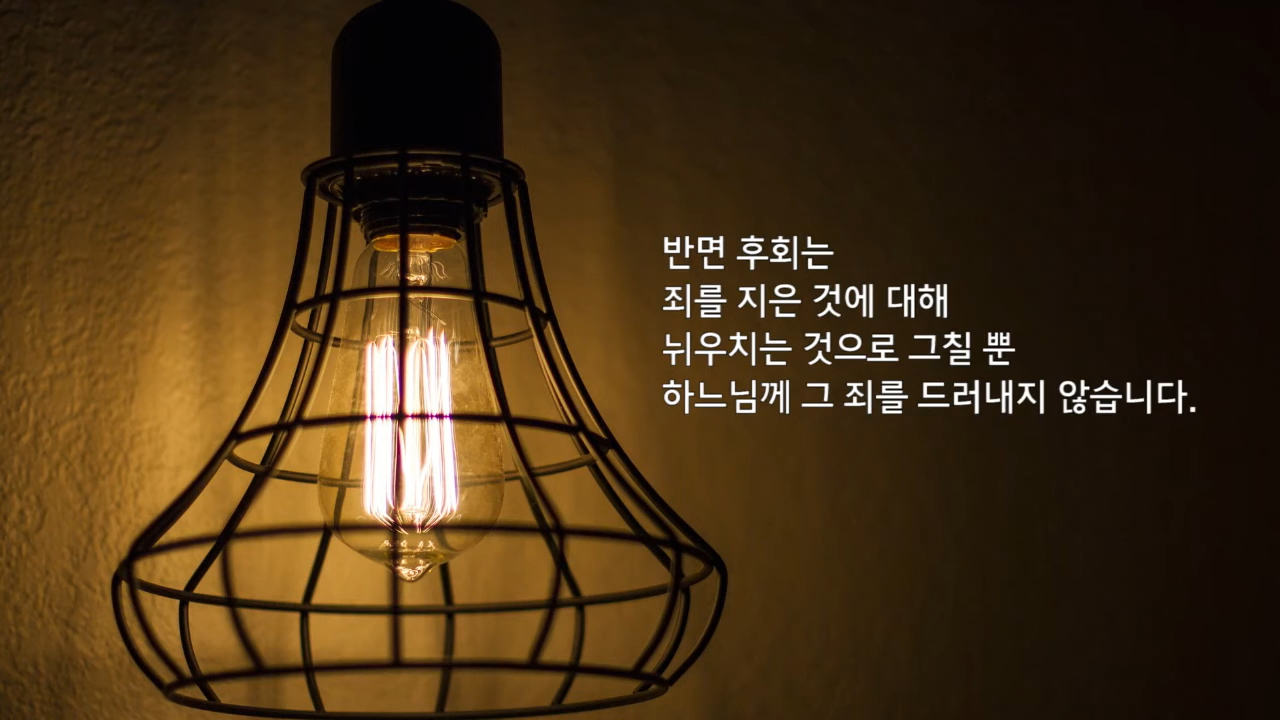 반면 후회는
죄를 지은 것에 대해
뉘우치는 것으로 그칠 뿐
하느님께 그 죄를 드러내지 않습니다.